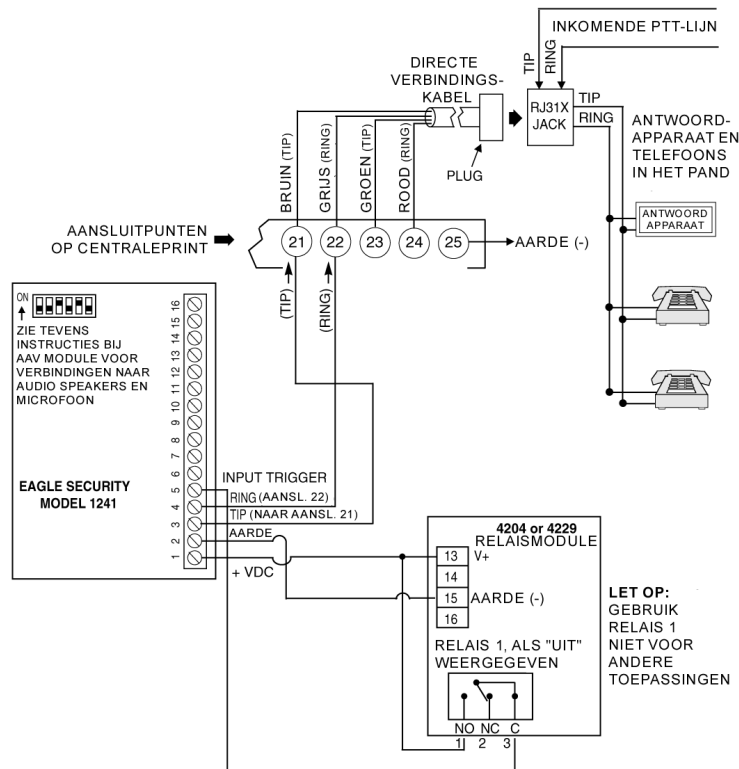 INKOMENDE PTT-LIJN
TIP
RING
DIRECTE
VERBINDINGS-
KABEL
PLUG
RJ31X
JACK
TIP
RING
ANTWOORD-
APPARAAT EN
TELEFOONS
IN HET PAND
ANTWOORD
APPARAAT
BRUIN (TIP)
GRIJS (RING)
GROEN (TIP)
ROOD (RING)
AANSLUITPUNTEN
OP CENTRALEPRINT
21
22
23
24
25
AARDE (-)
(TIP)
(RING)
ON
ZIE TEVENS
INSTRUCTIES BIJ
AAV MODULE VOOR
VERBINDINGEN NAAR
AUDIO SPEAKERS EN
MICROFOON
EAGLE SECURITY
MODEL 1241
16
15
14
13
12
11
10
9
8
7
6
5
4
3
2
1
INPUT TRIGGER
RING (AANSL. 22)
TIP (NAAR AANSL. 21)
AARDE
+ VDC
4204 or 4229
RELAISMODULE
13 V+
14
15 AARDE (-)
16
RELAIS 1, ALS "UIT"
WEERGEGEVEN
NO NC C
1 2 3
LET OP:
GEBRUIK
RELAIS 1
NIET VOOR
ANDERE
TOEPASSINGEN